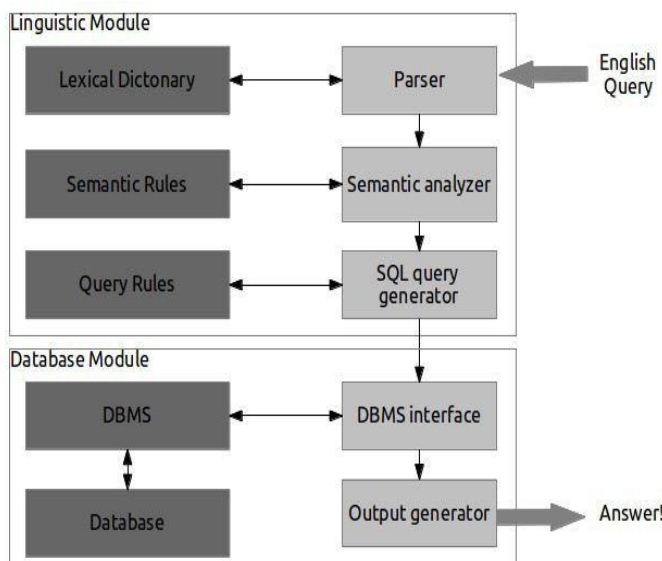 Linguistic Module
Lexical Dictonary
Parser
English
Query
Semantic Rules
Semantic analyzer
Query Rules
SQL query
generator
Database Module
DBMS
DBMS interface
Database
Output generator
Answer!